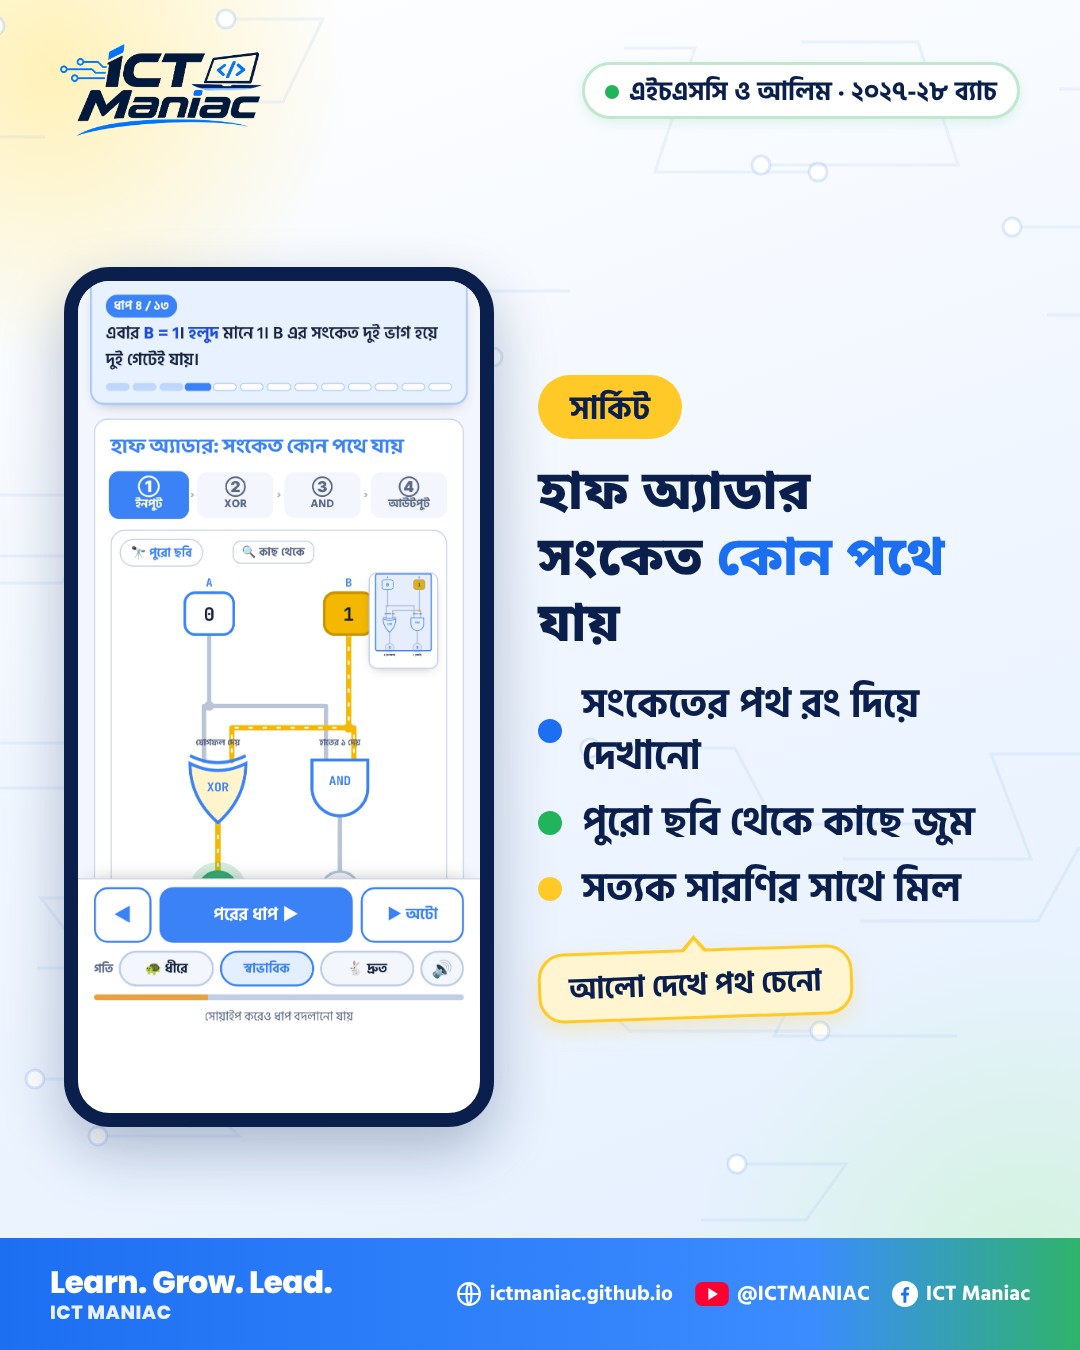 ICT
</>
Maniac
এইচএসসি ও আলিম · ২০২৭-২৮ ব্যাচ
ধাপ ৪ / ১৩
এবার B = 1। হলুদ মানে 1। B এর সংকেত দুই ভাগ হয়ে
দুই গেটেই যায়।
হাফ অ্যাডার: সংকেত কোন পথে যায়
① › ② › ③ › ④
ইনপুট XOR AND আউটপুট
পুরো ছবি কাছ থেকে
A B
0 1
যোগফল দেয় হাতের ১ দেয়
XOR AND
◀ পরের ধাপ ▶ ▶ অটো
গতি ধীরে স্বাভাবিক দ্রুত
সোয়াইপ করেও ধাপ বদলানো যায়
সার্কিট
হাফ অ্যাডার
সংকেত কোন পথে
যায়
সংকেতের পথ রং দিয়ে
দেখানো
পুরো ছবি থেকে কাছে জুম
সত্যক সারণির সাথে মিল
আলো দেখে পথ চেনো
Learn. Grow. Lead.
ICT MANIAC
ictmaniac.github.io @ICTMANIAC ICT Maniac